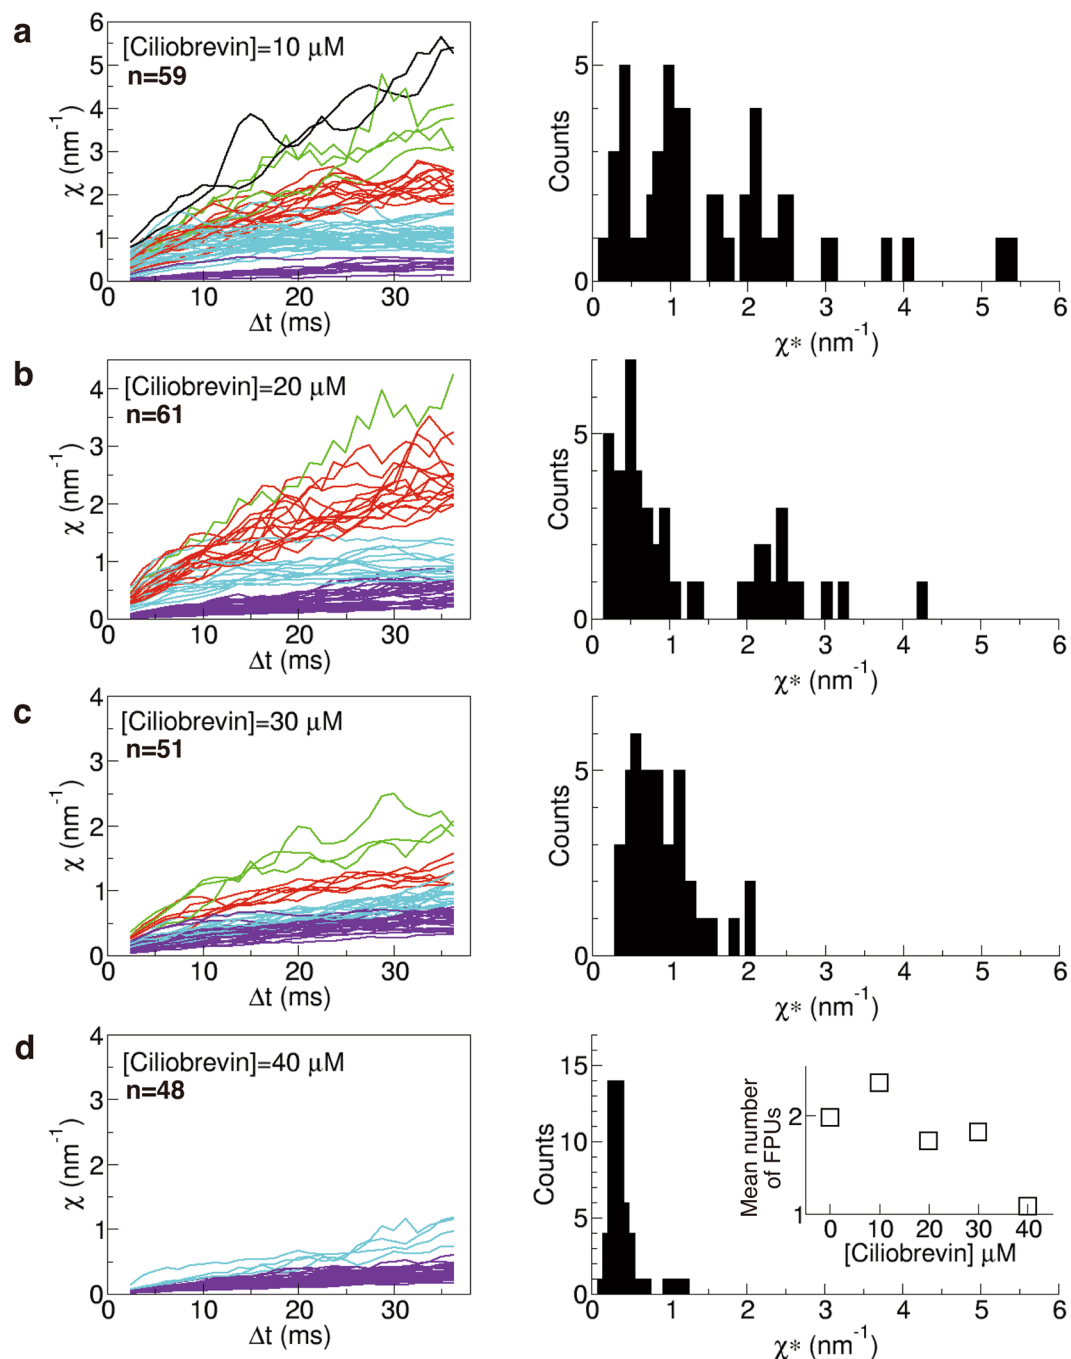 a
[Ciliobrevin]=10 μM
n=59
6
5
4
3
2
1
0
χ (nm-1)
0
10
20
30
Δt (ms)
5
0
Counts
0
1
2
3
4
5
6
χ* (nm-1)
b
[Ciliobrevin]=20 μM
n=61
4
3
2
1
0
χ (nm-1)
0
10
20
30
Δt (ms)
5
0
Counts
0
1
2
3
4
5
6
χ* (nm-1)
c
[Ciliobrevin]=30 μM
n=51
4
3
2
1
0
χ (nm-1)
0
10
20
30
Δt (ms)
5
0
Counts
0
1
2
3
4
5
6
χ* (nm-1)
d
[Ciliobrevin]=40 μM
n=48
4
3
2
1
0
χ (nm-1)
0
10
20
30
Δt (ms)
15
10
5
0
Counts
0
1
2
3
4
5
6
χ* (nm-1)
Mean number
of FPUs
2
1
0
10
20
30
40
[Ciliobrevin] μM